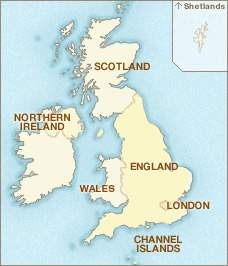 ↑ Shetlands
SCOTLAND
NORTHERN
IRELAND
ENGLAND
WALES
LONDON
CHANNEL
ISLANDS